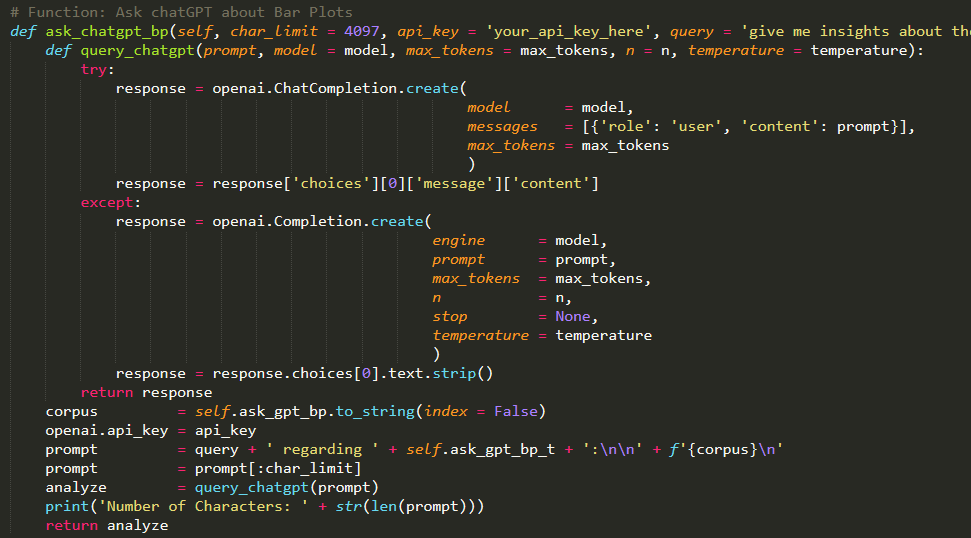 # Function: Ask chatGPT about Bar Plots
def ask_chatgpt_bp(self, char_limit = 4097, api_key = 'your_api_key_here', query = 'give me insights about the
    def query_chatgpt(prompt, model = model, max_tokens = max_tokens, n = n, temperature = temperature):
        try:
            response = openai.ChatCompletion.create(
                                                    model      = model,
                                                    messages   = [{'role': 'user', 'content': prompt}],
                                                    max_tokens = max_tokens
                                                    )
            response = response['choices'][0]['message']['content']
        except:
            response = openai.Completion.create(
                                                engine      = model,
                                                prompt      = prompt,
                                                max_tokens  = max_tokens,
                                                n           = n,
                                                stop        = None,
                                                temperature = temperature
                                                )
            response = response.choices[0].text.strip()
        return response
    corpus         = self.ask_gpt_bp.to_string(index = False)
    openai.api_key = api_key
    prompt         = query + ' regarding ' + self.ask_gpt_bp_t + ':\n\n' + f'{corpus}\n'
    prompt         = prompt[:char_limit]
    analyze        = query_chatgpt(prompt)
    print('Number of Characters: ' + str(len(prompt)))
    return analyze